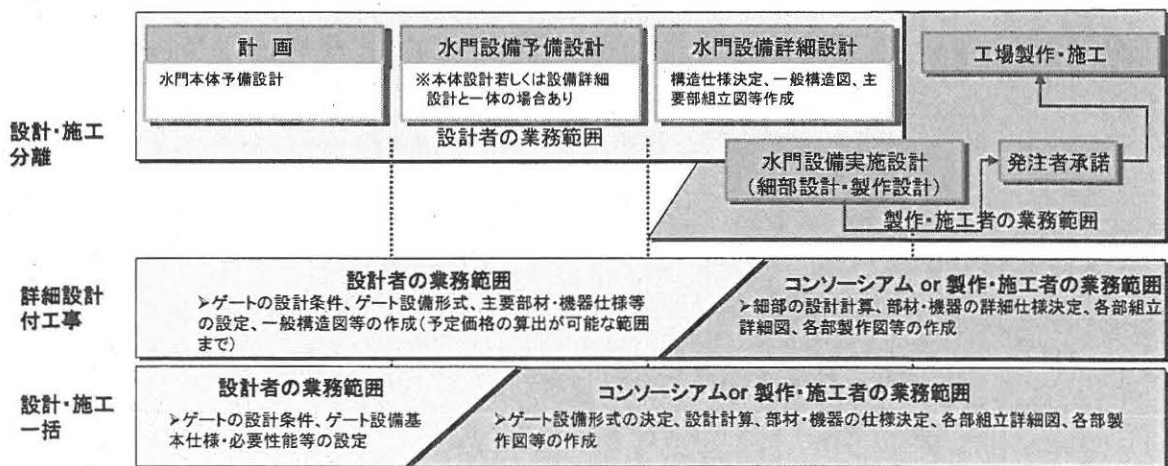 計 画
水門本体予備設計
水門設備予備設計
※本体設計若しくは設備詳細
設計と一体の場合あり
水門設備詳細設計
構造仕様決定、一般構造図、主
要部組立図等作成
工場製作・施工
設計・施工
分離
設計者の業務範囲
水門設備実施設計
(細部設計・製作設計)
発注者承諾
製作・施工者の業務範囲
詳細設計
付工事
設計者の業務範囲
➢ゲートの設計条件、ゲート設備形式、主要部材・機器仕様等
の設定、一般構造図等の作成(予定価格の算出が可能な範囲
まで)
コンソーシアム or 製作・施工者の業務範囲
➢細部の設計計算、部材・機器の詳細仕様決定、各部組立
詳細図、各部製作図等の作成
設計・施工
一括
設計者の業務範囲
➢ゲートの設計条件、ゲート設備基
本仕様・必要性能等の設定
コンソーシアムor 製作・施工者の業務範囲
➢ゲート設備形式の決定、設計計算、部材・機器の仕様決定、各部組立詳細図、各部製
作図等の作成